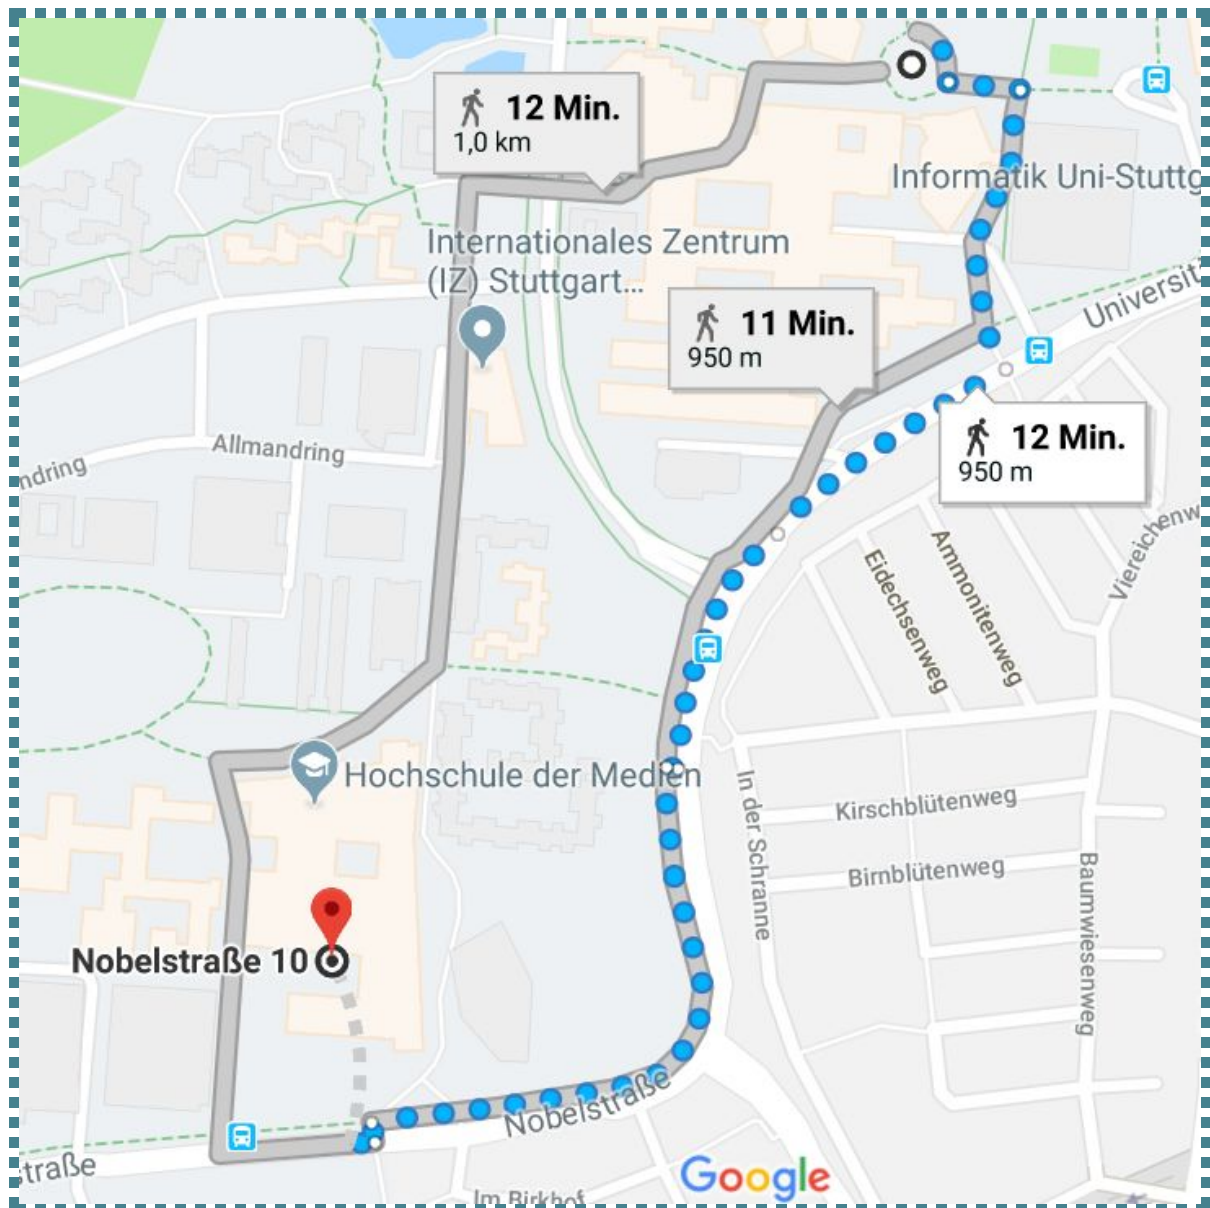 12 Min.
1,0 km
Informatik Uni-Stuttg
Internationales Zentrum
(IZ) Stuttgart...
Universit
11 Min.
950 m
12 Min.
950 m
Allmandring
ndring
Viereichenw
Ammonitenweg
Eidechsenweg
Hochschule der Medien
In der Schranne
Kirschblütenweg
Birnblütenweg
Baumwiesenweg
Nobelstraße 10
Nobelstraße
straße
Google
Im Birkhof